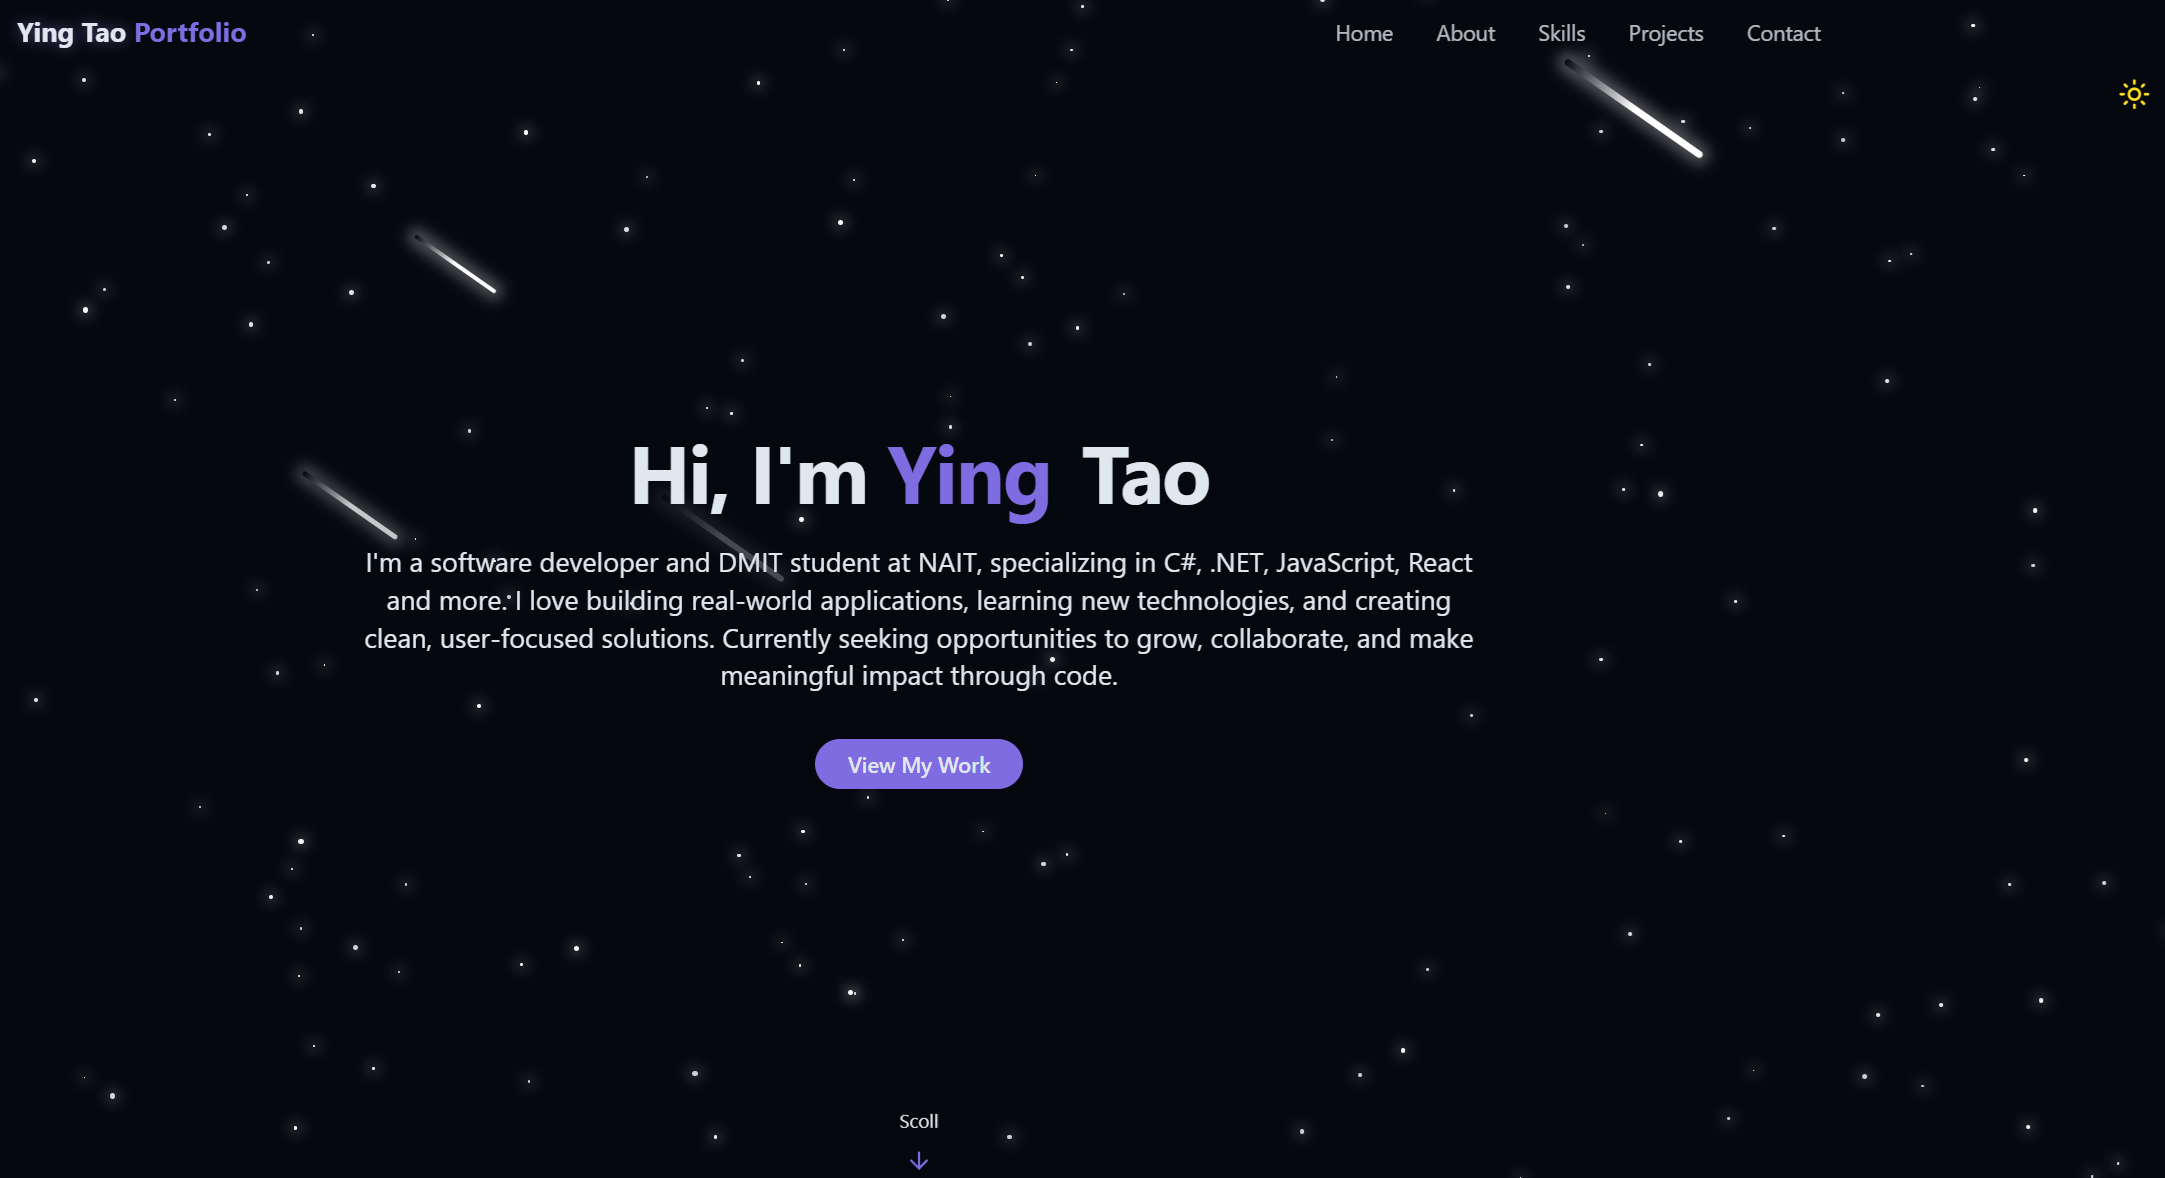 Ying Tao Portfolio
Home About Skills Projects Contact
Hi, I'm Ying Tao
I'm a software developer and DMIT student at NAIT, specializing in C#, .NET, JavaScript, React
and more. I love building real-world applications, learning new technologies, and creating
clean, user-focused solutions. Currently seeking opportunities to grow, collaborate, and make
meaningful impact through code.
View My Work
Scoll